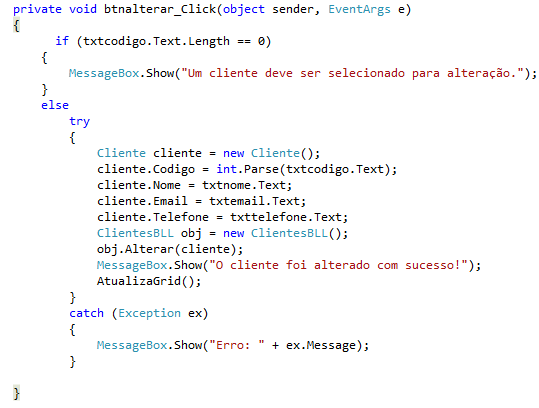 private void btnalterar_Click(object sender, EventArgs e)
{
if (txtcodigo.Text.Length == 0)
{
MessageBox.Show("Um cliente deve ser selecionado para alteração.");
}
else
try
{
Cliente cliente = new Cliente();
cliente.Codigo = int.Parse(txtcodigo.Text);
cliente.Nome = txtnome.Text;
cliente.Email = txtemail.Text;
cliente.Telefone = txttelefone.Text;
ClientesBLL obj = new ClientesBLL();
obj.Alterar(cliente);
MessageBox.Show("O cliente foi alterado com sucesso!");
AtualizaGrid();
}
catch (Exception ex)
{
MessageBox.Show("Erro: " + ex.Message);
}
}